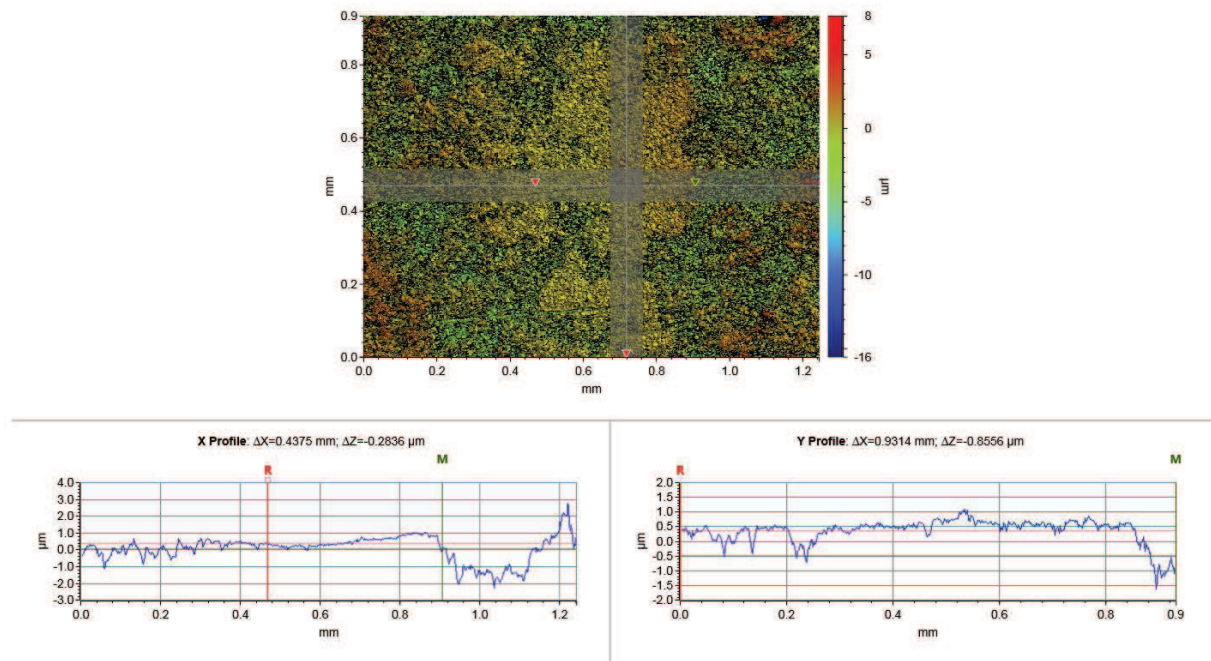 0.9
0.8
0.6
0.4
0.2
0.0
mm
0.0 0.2 0.4 0.6 0.8 1.0 1.2
mm
8
5
0
-5
-10
-16
µm
X Profile: ΔX=0.4375 mm; ΔZ=-0.2836 µm
R
M
4.0
3.0
2.0
1.0
0.0
-1.0
-2.0
-3.0
µm
0.0 0.2 0.4 0.6 0.8 1.0 1.2
mm
Y Profile: ΔX=0.9314 mm; ΔZ=-0.8556 µm
R
M
2.0
1.5
1.0
0.5
0.0
-0.5
-1.0
-1.5
-2.0
µm
0.0 0.2 0.4 0.6 0.8 0.9
mm